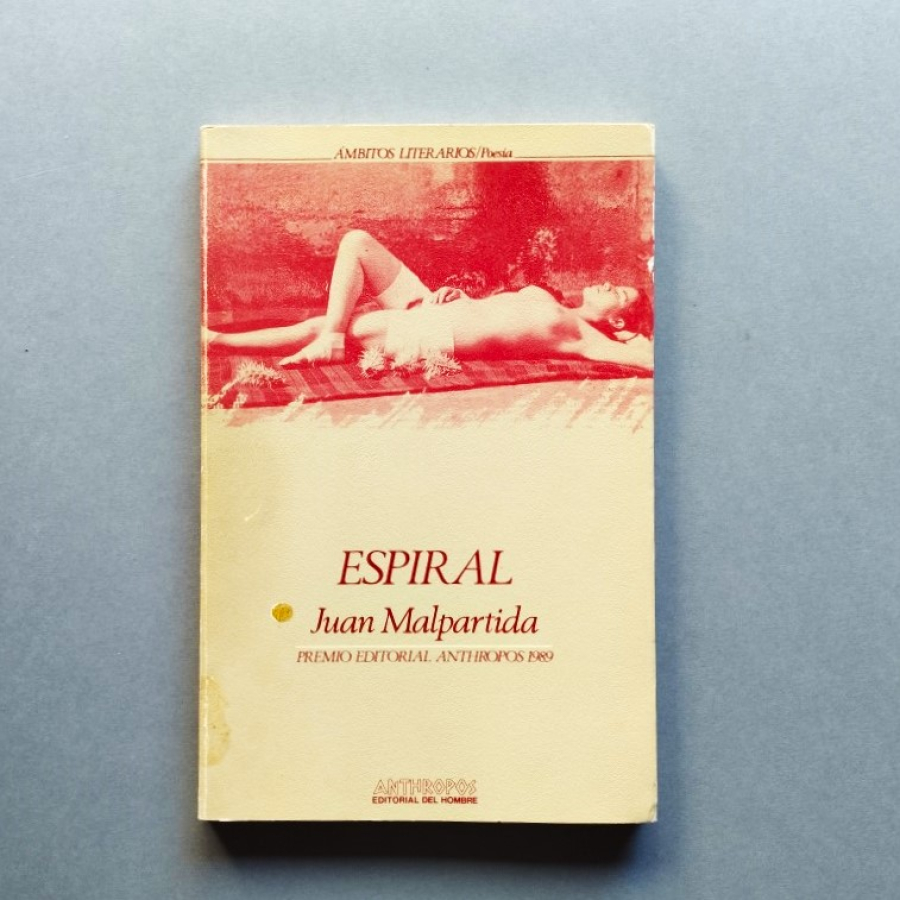 ÁMBITOS LITERARIOS/Poesía
ESPIRAL
Juan Malpartida
PREMIO EDITORIAL ANTHROPOS 1989
ANTHROPOS
EDITORIAL DEL HOMBRE